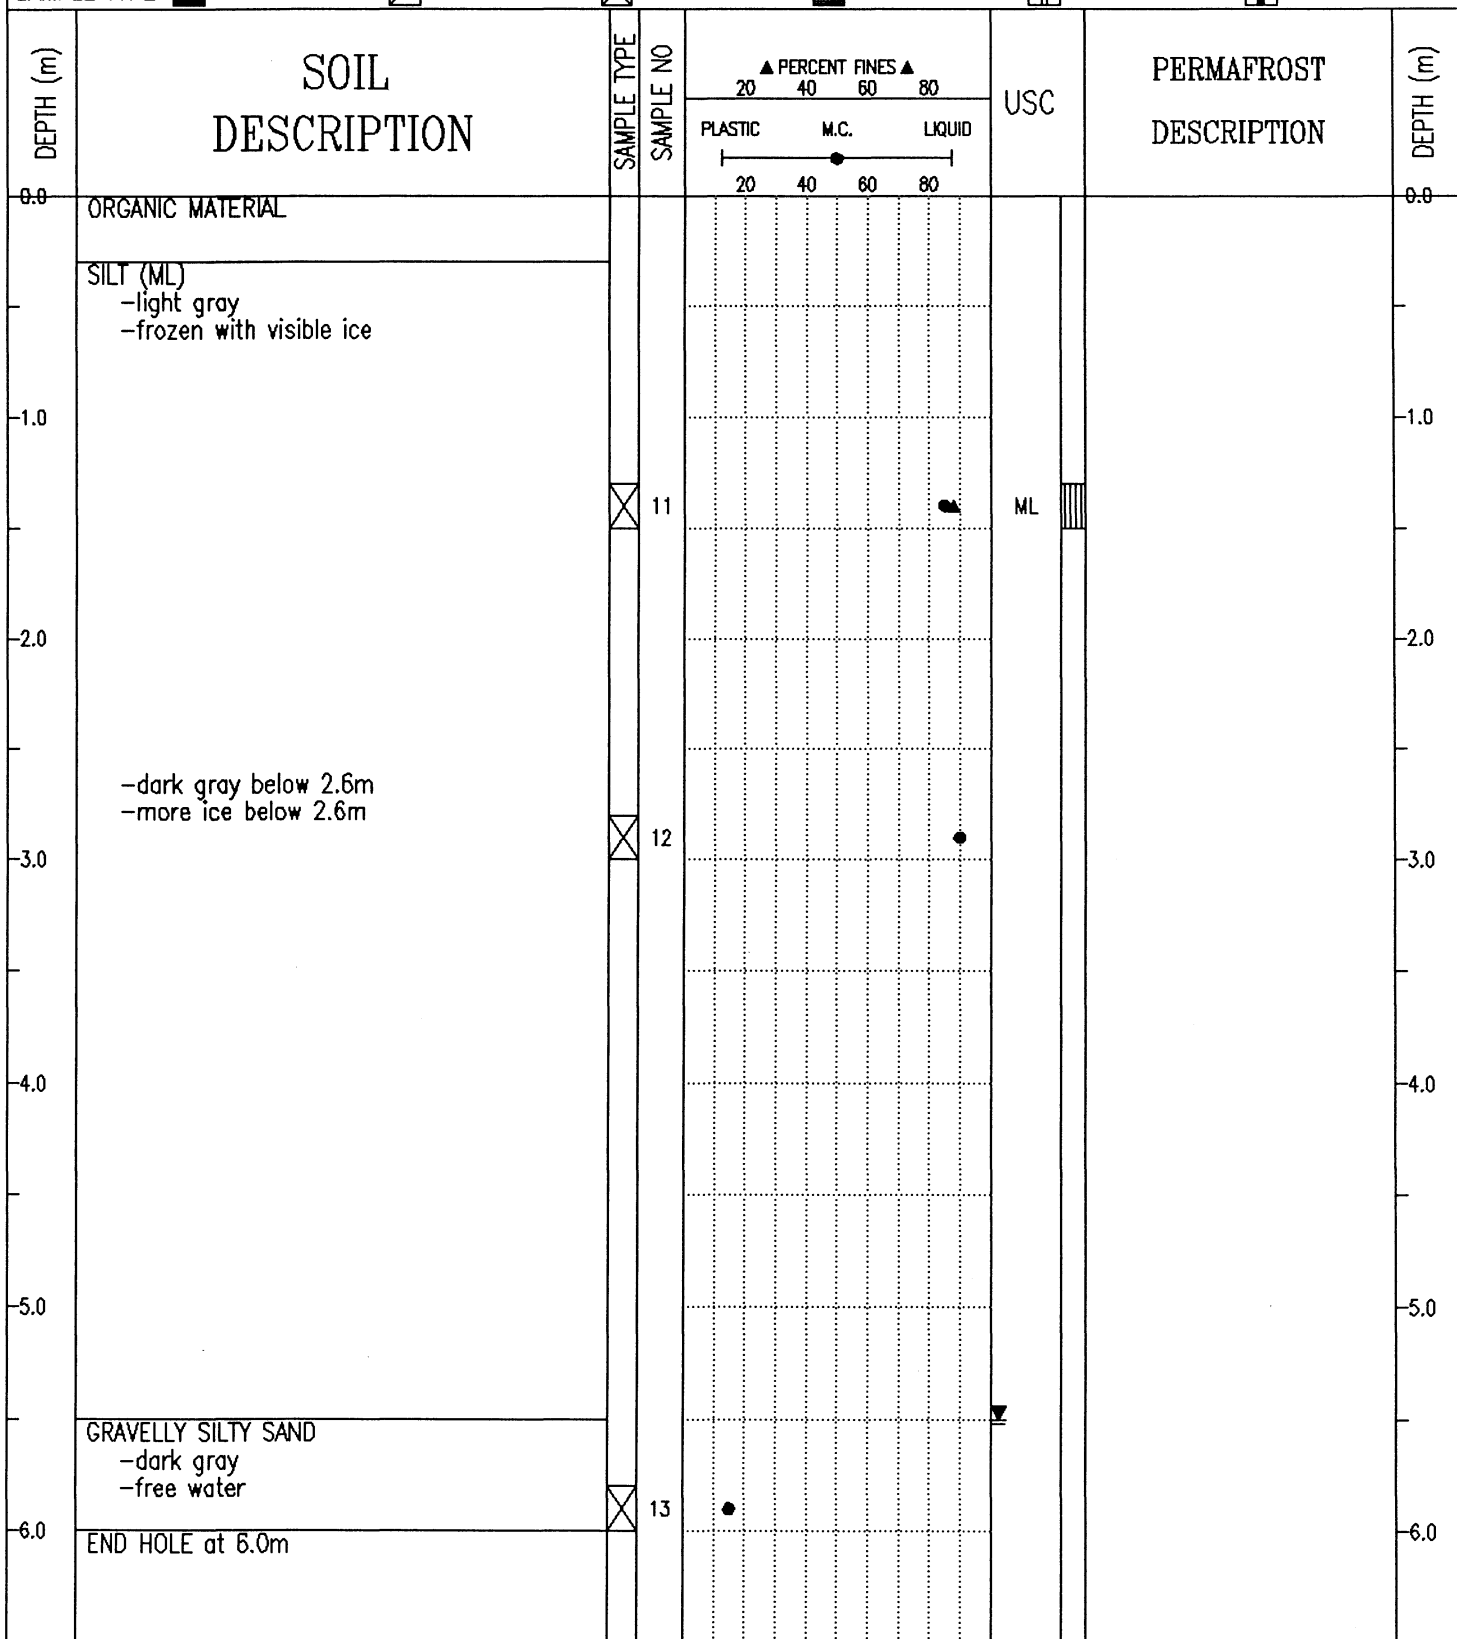 DEPTH (m)
SOIL
DESCRIPTION
SAMPLE TYPE
SAMPLE NO
▲ PERCENT FINES ▲
20 40 60 80
PLASTIC M.C. LIQUID
20 40 60 80
USC
PERMAFROST
DESCRIPTION
DEPTH (m)
0.0 0.0
ORGANIC MATERIAL
SILT (ML)
-light gray
-frozen with visible ice
1.0 1.0
11 ML
2.0 2.0
-dark gray below 2.6m
-more ice below 2.6m
12
3.0 3.0
4.0 4.0
5.0 5.0
GRAVELLY SILTY SAND
-dark gray
-free water
13
6.0 6.0
END HOLE at 6.0m